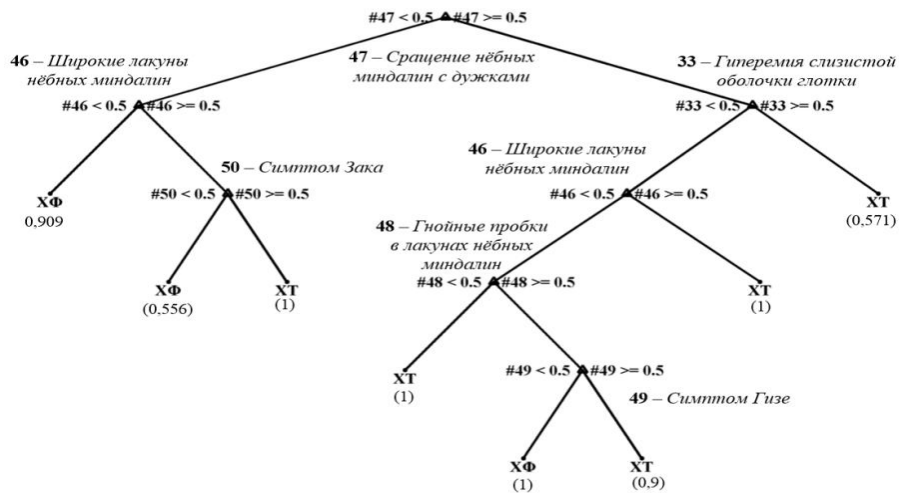 #47 < 0.5 #47 >= 0.5
46 – Широкие лакуны
нёбных миндалин
47 – Сращение нёбных
миндалин с дужками
33 – Гиперемия слизистой
оболочки глотки
#46 < 0.5 #46 >= 0.5
#33 < 0.5 #33 >= 0.5
46 – Широкие лакуны
нёбных миндалин
50 – Симптом Зака
#50 < 0.5 #50 >= 0.5
#46 < 0.5 #46 >= 0.5
ХФ
0,909
ХТ
(0,571)
48 – Гнойные пробки
в лакунах нёбных
миндалин
#48 < 0.5 #48 >= 0.5
ХФ
(0,556)
ХТ
(1)
ХТ
(1)
#49 < 0.5 #49 >= 0.5
ХТ
(1)
49 – Симптом Гизе
ХФ
(1)
ХТ
(0,9)